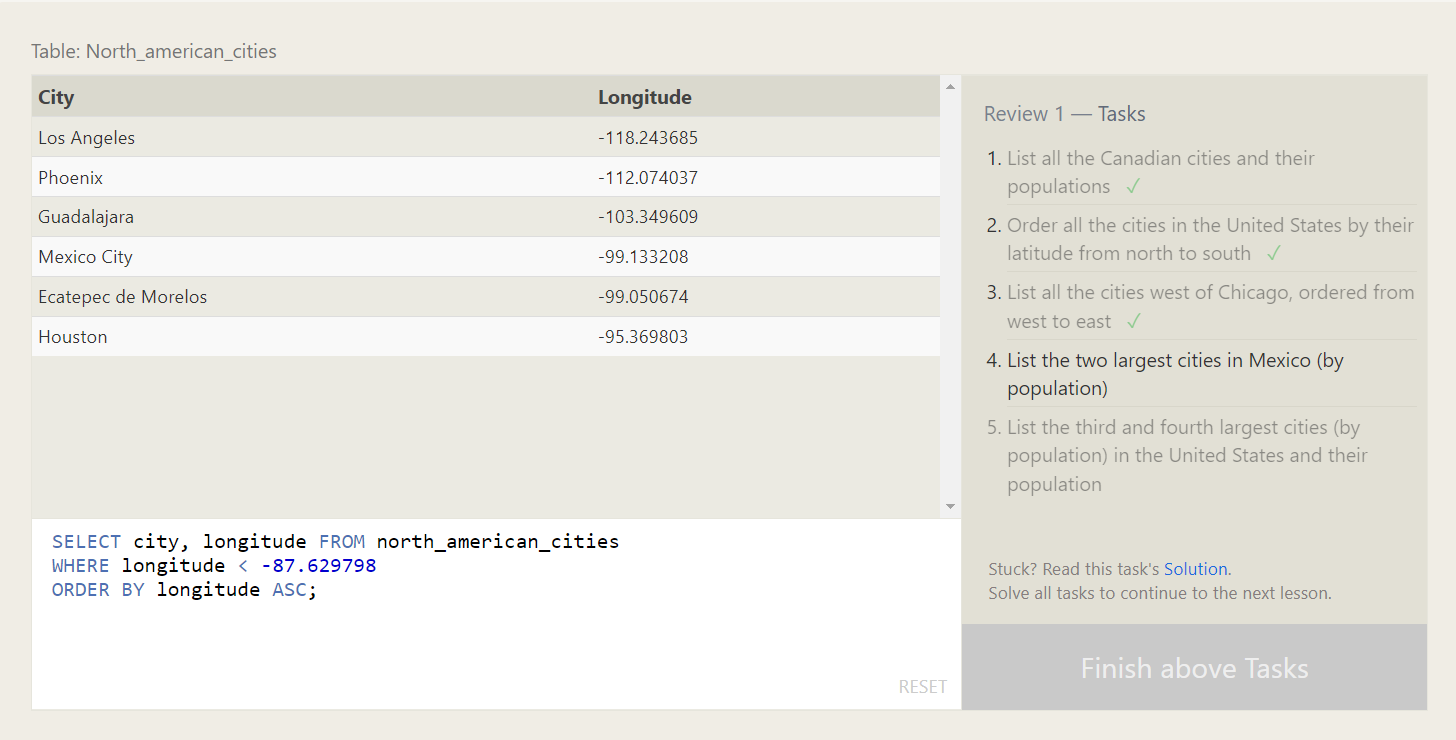 Table: North_american_cities
City Longitude
Los Angeles -118.243685
Phoenix -112.074037
Guadalajara -103.349609
Mexico City -99.133208
Ecatepec de Morelos -99.050674
Houston -95.369803
SELECT city, longitude FROM north_american_cities
WHERE longitude < -87.629798
ORDER BY longitude ASC;
RESET
Review 1 — Tasks
1. List all the Canadian cities and their
populations ✓
2. Order all the cities in the United States by their
latitude from north to south ✓
3. List all the cities west of Chicago, ordered from
west to east ✓
4. List the two largest cities in Mexico (by
population)
5. List the third and fourth largest cities (by
population) in the United States and their
population
Stuck? Read this task's Solution.
Solve all tasks to continue to the next lesson.
Finish above Tasks